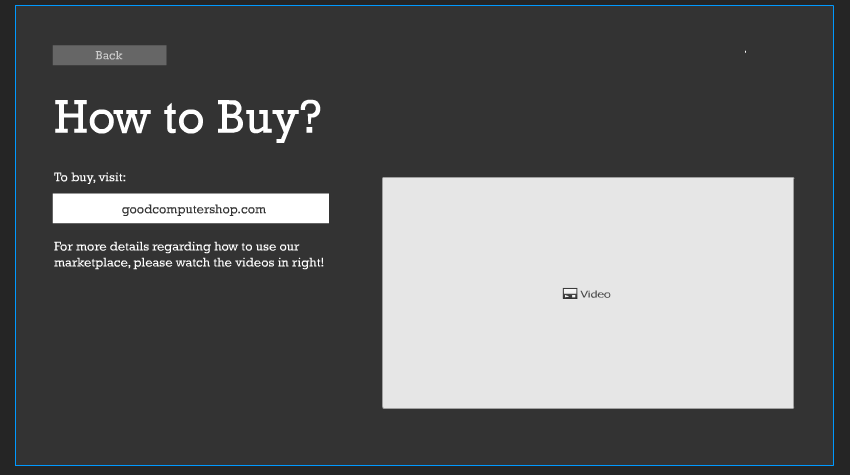 Back
How to Buy?
To buy, visit:
goodcomputershop.com
For more details regarding how to use our
marketplace, please watch the videos in right!
Video